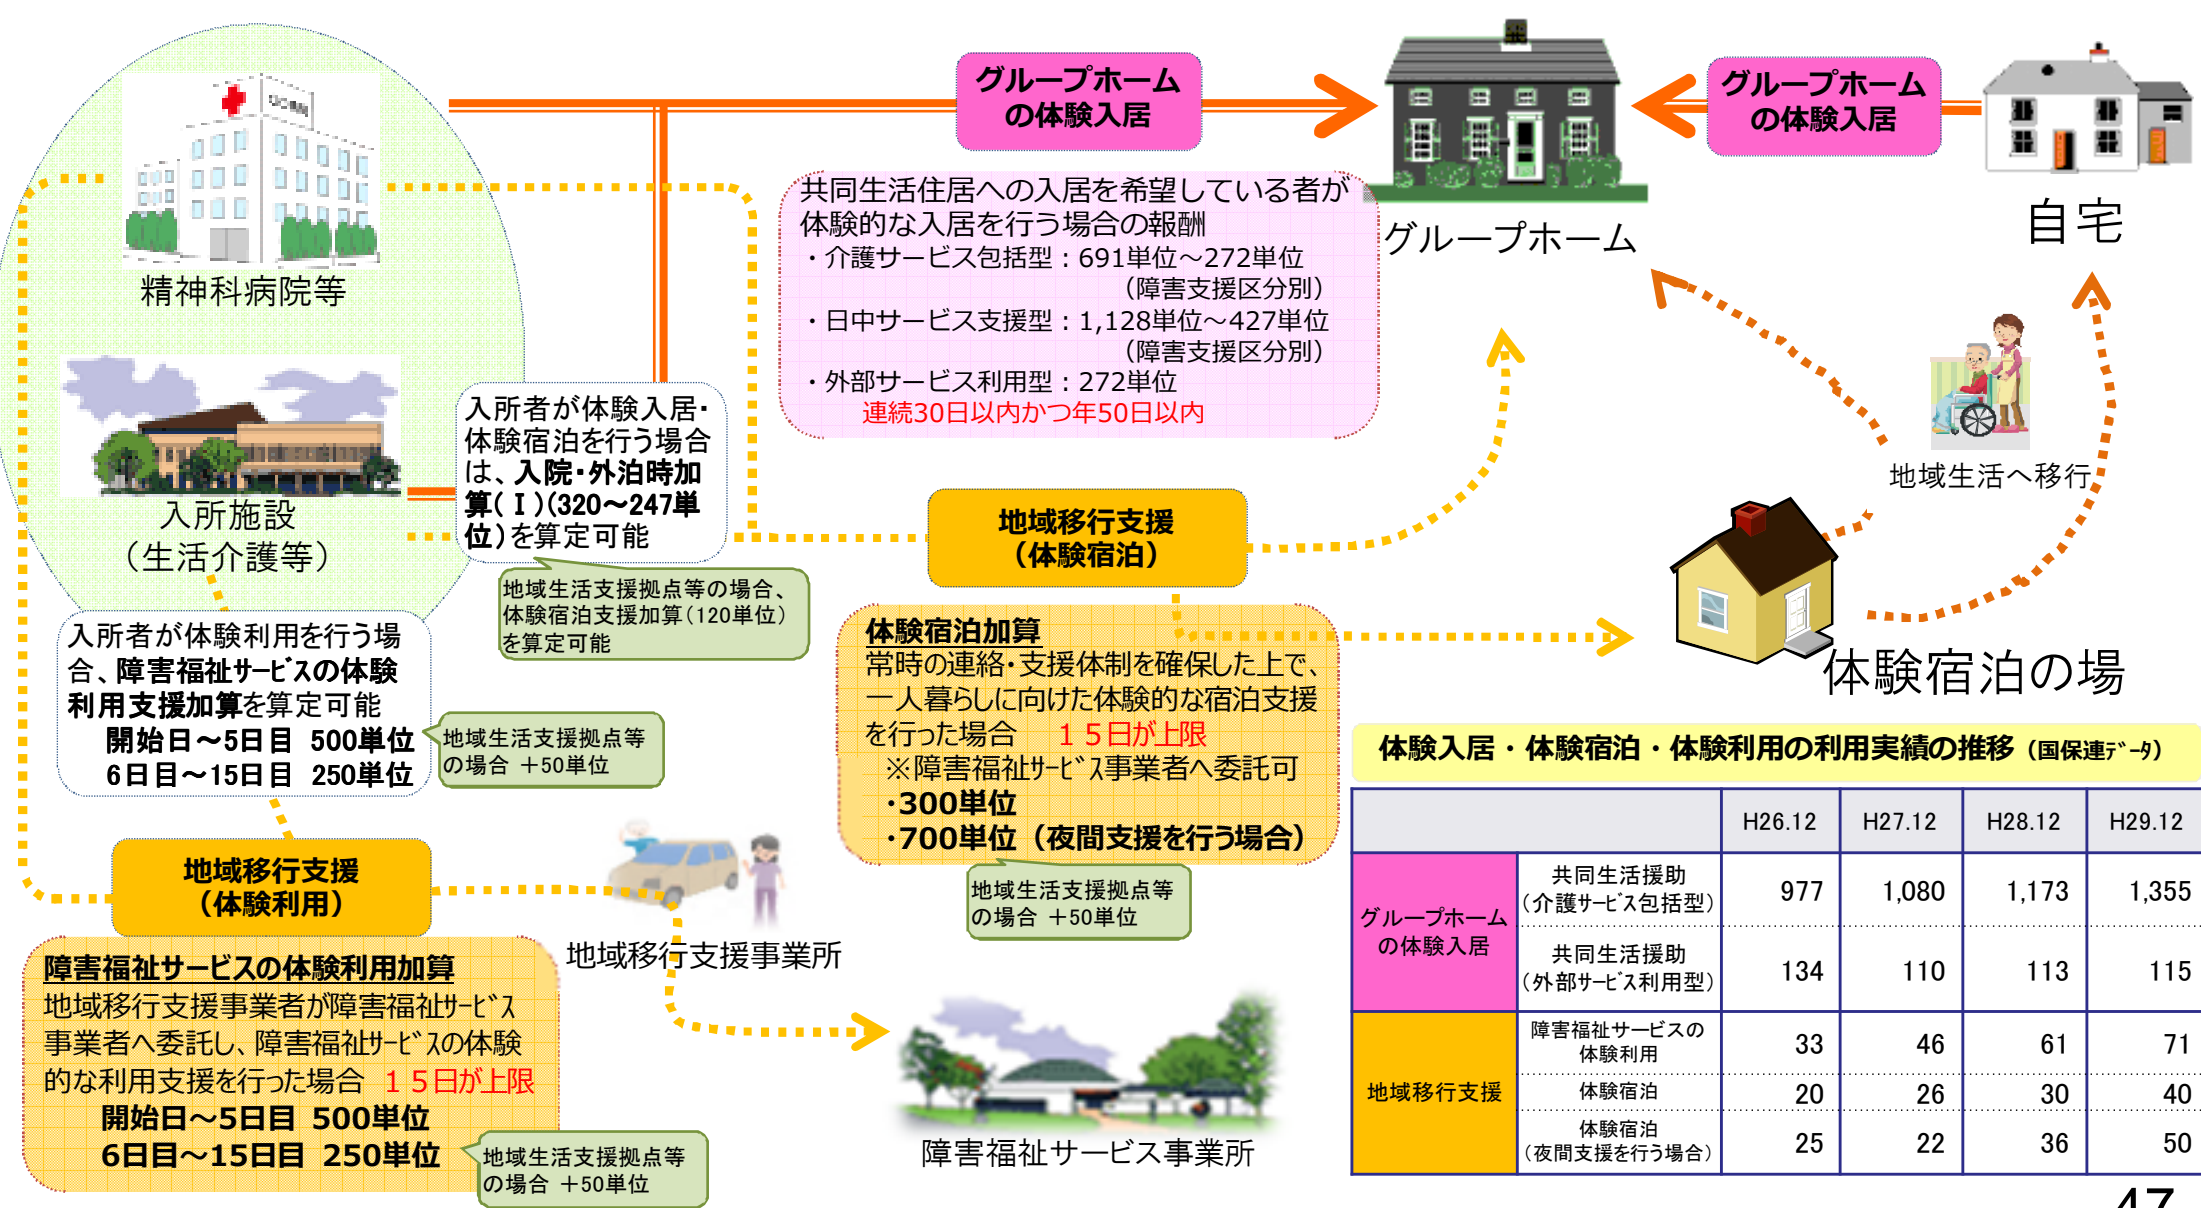 グループホーム
の体験入居
グループホーム
の体験入居
精神科病院等
グループホーム
自宅
共同生活住居への入居を希望している者が
体験的な入居を行う場合の報酬
・介護サービス包括型：691単位～272単位
（障害支援区分別）
・日中サービス支援型：1,128単位～427単位
（障害支援区分別）
・外部サービス利用型：272単位
連続30日以内かつ年50日以内
入所施設
（生活介護等）
入所者が体験入居・
体験宿泊を行う場合
は、入院・外泊時加
算(Ⅰ)(320～247単
位)を算定可能
地域生活支援拠点等の場合、
体験宿泊支援加算（120単位）
を算定可能
地域移行支援
（体験宿泊）
地域生活へ移行
体験宿泊の場
入所者が体験利用を行う場
合、障害福祉ｻｰﾋﾞｽの体験
利用支援加算を算定可能
開始日～5日目 500単位
6日目～15日目 250単位
地域生活支援拠点等
の場合 ＋50単位
体験宿泊加算
常時の連絡・支援体制を確保した上で、
一人暮らしに向けた体験的な宿泊支援
を行った場合 １５日が上限
※障害福祉ｻｰﾋﾞｽ事業者へ委託可
・300単位
・700単位（夜間支援を行う場合）
地域生活支援拠点等
の場合 ＋50単位
地域移行支援
（体験利用）
地域移行支援事業所
障害福祉サービスの体験利用加算
地域移行支援事業者が障害福祉ｻｰﾋﾞｽ
事業者へ委託し、障害福祉ｻｰﾋﾞｽの体験
的な利用支援を行った場合 １５日が上限
開始日～5日目 500単位
6日目～15日目 250単位
地域生活支援拠点等
の場合 ＋50単位
障害福祉サービス事業所
体験入居・体験宿泊・体験利用の利用実績の推移（国保連ﾃﾞｰﾀ）
H26.12 H27.12 H28.12 H29.12
グループホーム
の体験入居
共同生活援助
（介護ｻｰﾋﾞｽ包括型） 977 1,080 1,173 1,355
共同生活援助
（外部ｻｰﾋﾞｽ利用型） 134 110 113 115
地域移行支援
障害福祉サービスの
体験利用 33 46 61 71
体験宿泊 20 26 30 40
体験宿泊
（夜間支援を行う場合） 25 22 36 50
47